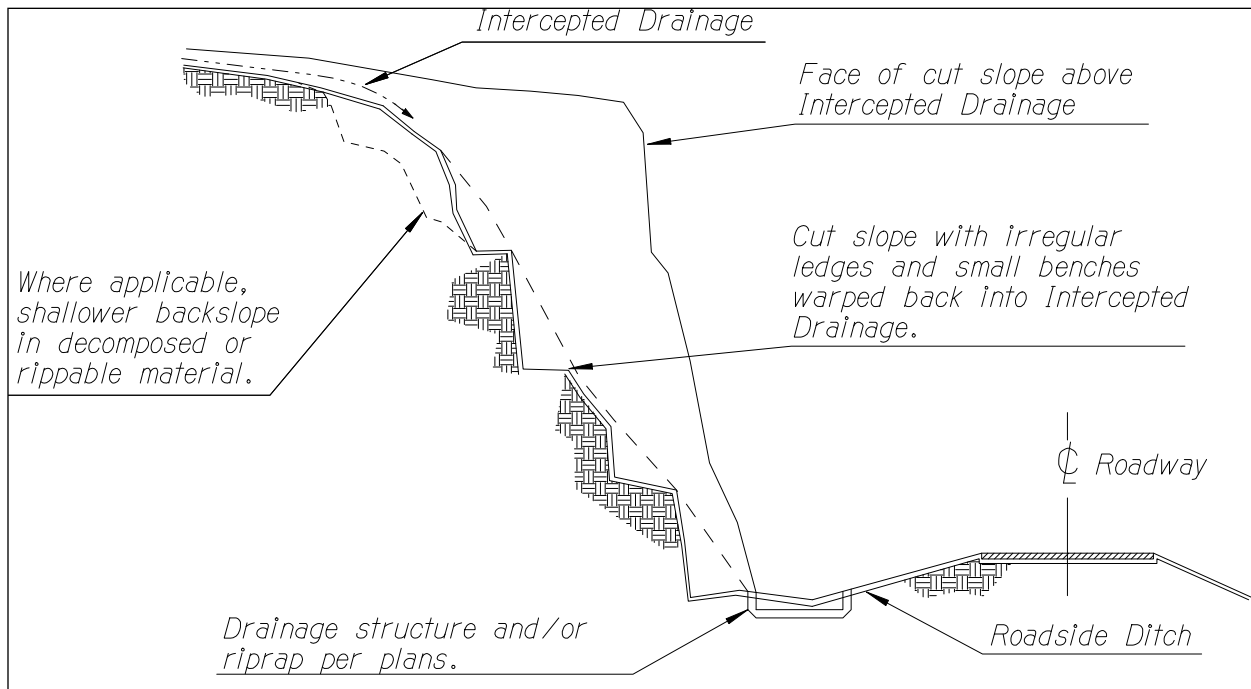 Intercepted Drainage
Face of cut slope above
Intercepted Drainage
Cut slope with irregular
ledges and small benches
warped back into Intercepted
Drainage.
Where applicable,
shallower backslope
in decomposed or
rippable material.
℄ Roadway
Drainage structure and/or
riprap per plans.
Roadside Ditch